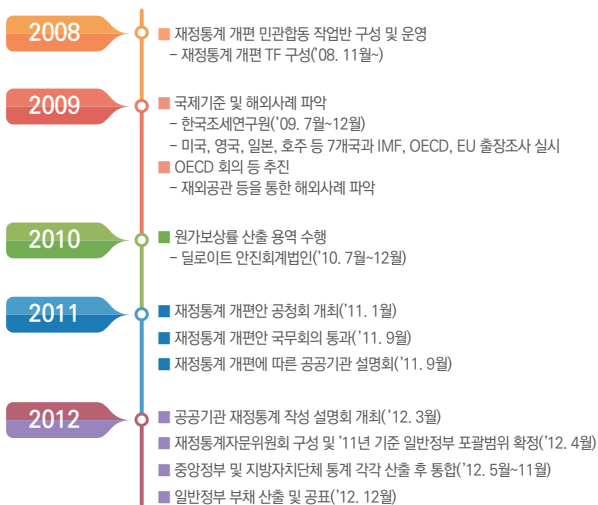 2008
■ 재정통계 개편 민관합동 작업반 구성 및 운영
– 재정통계 개편 TF 구성('08. 11월~)
2009
■ 국제기준 및 해외사례 파악
– 한국조세연구원('09. 7월~12월)
– 미국, 영국, 일본, 호주 등 7개국과 IMF, OECD, EU 출장조사 실시
■ OECD 회의 등 추진
– 재외공관 등을 통한 해외사례 파악
2010
■ 원가보상률 산출 용역 수행
– 딜로이트 안진회계법인('10. 7월~12월)
2011
■ 재정통계 개편안 공청회 개최('11. 1월)
■ 재정통계 개편안 국무회의 통과('11. 9월)
■ 재정통계 개편에 따른 공공기관 설명회('11. 9월)
2012
■ 공공기관 재정통계 작성 설명회 개최('12. 3월)
■ 재정통계자문위원회 구성 및 '11년 기준 일반정부 포괄범위 확정('12. 4월)
■ 중앙정부 및 지방자치단체 통계 각각 산출 후 통합('12. 5월~11월)
■ 일반정부 부채 산출 및 공표('12. 12월)